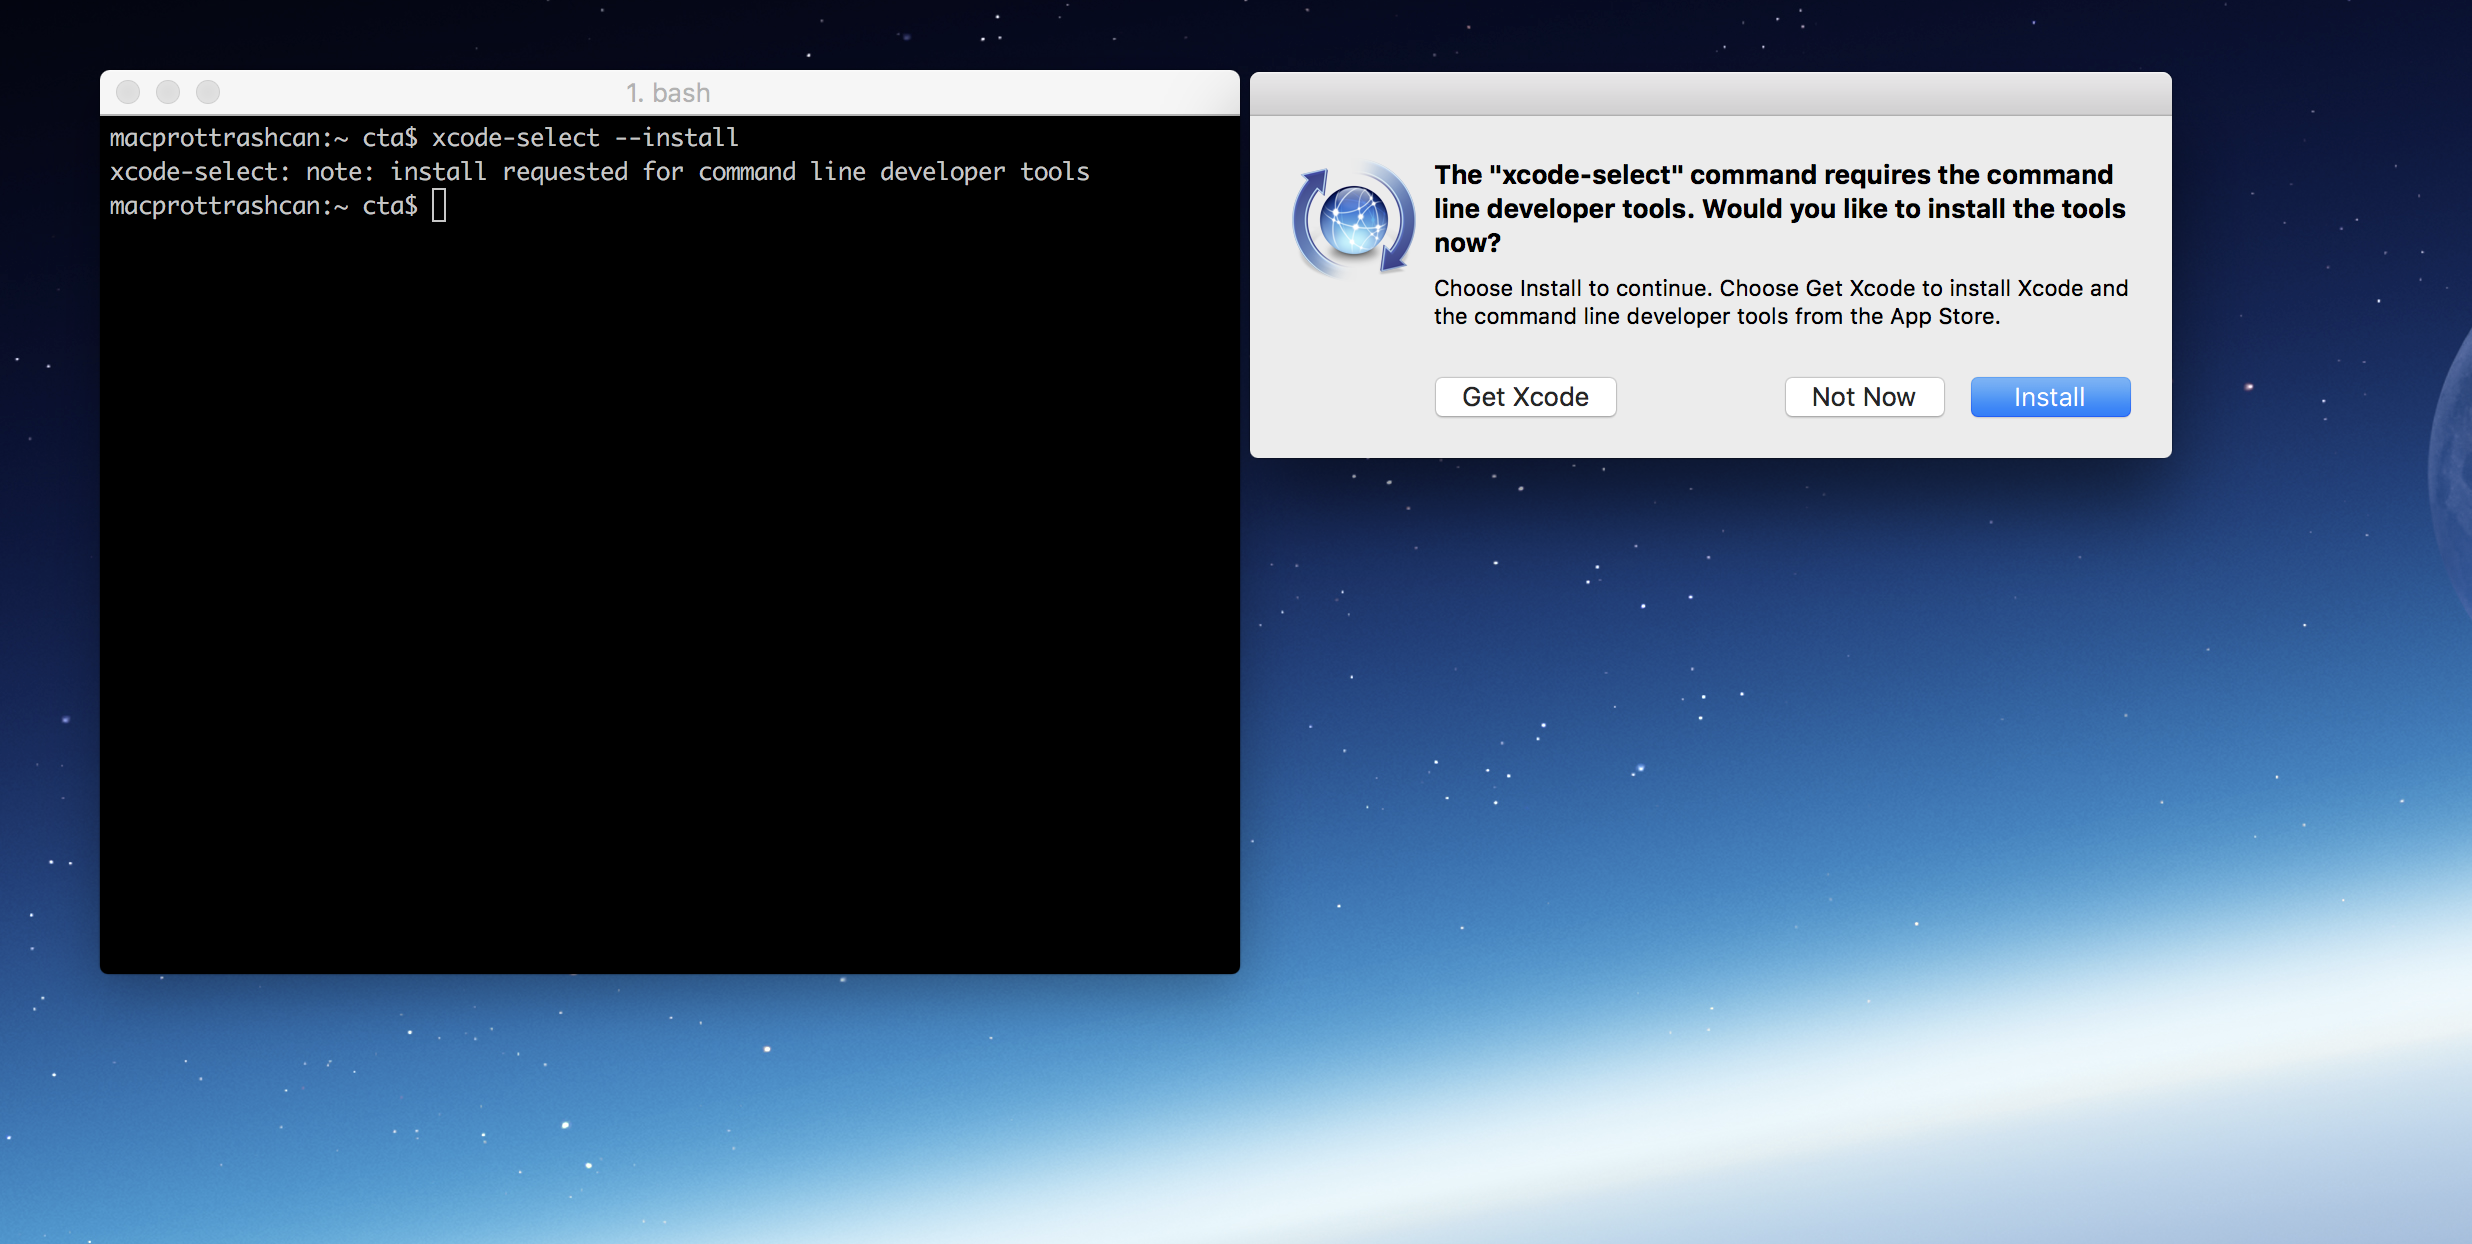 1. bash
macprottrashcan:~ cta$ xcode-select --install
xcode-select: note: install requested for command line developer tools
macprottrashcan:~ cta$
The "xcode-select" command requires the command
line developer tools. Would you like to install the tools
now?
Choose Install to continue. Choose Get Xcode to install Xcode and
the command line developer tools from the App Store.
Get Xcode
Not Now
Install